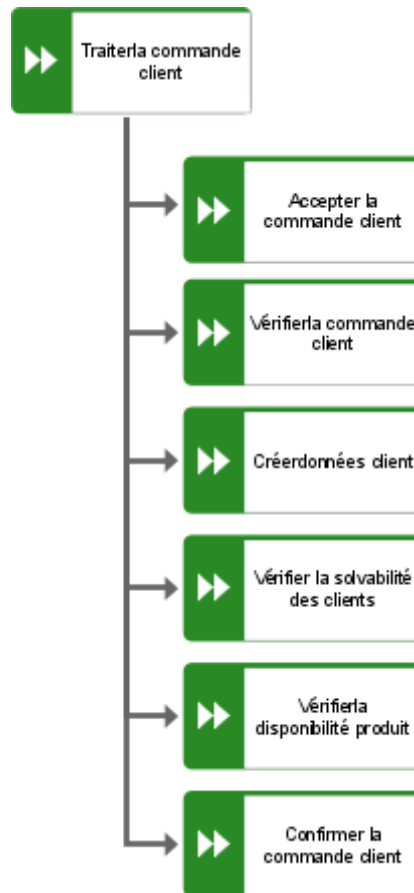 Traiterla commande
client
Accepter la
commande client
Vérifierla commande
client
Créerdonnées client
Vérifier la solvabilité
des clients
Vérifierla
disponibilité produit
Confirmer la
commande client